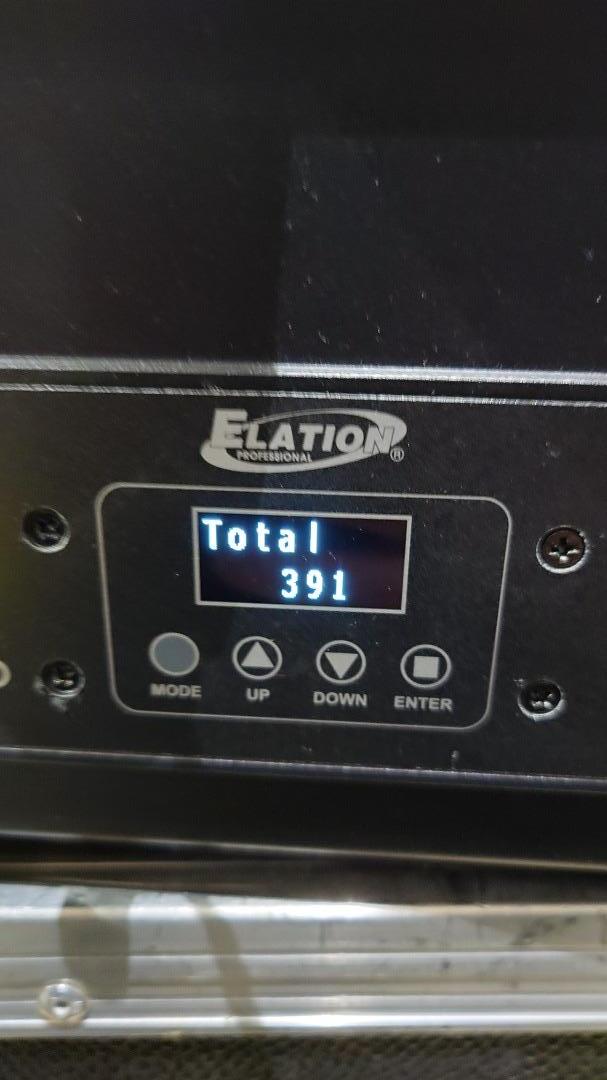 ELATION®
PROFESSIONAL
Total
391
MODE
UP
DOWN
ENTER